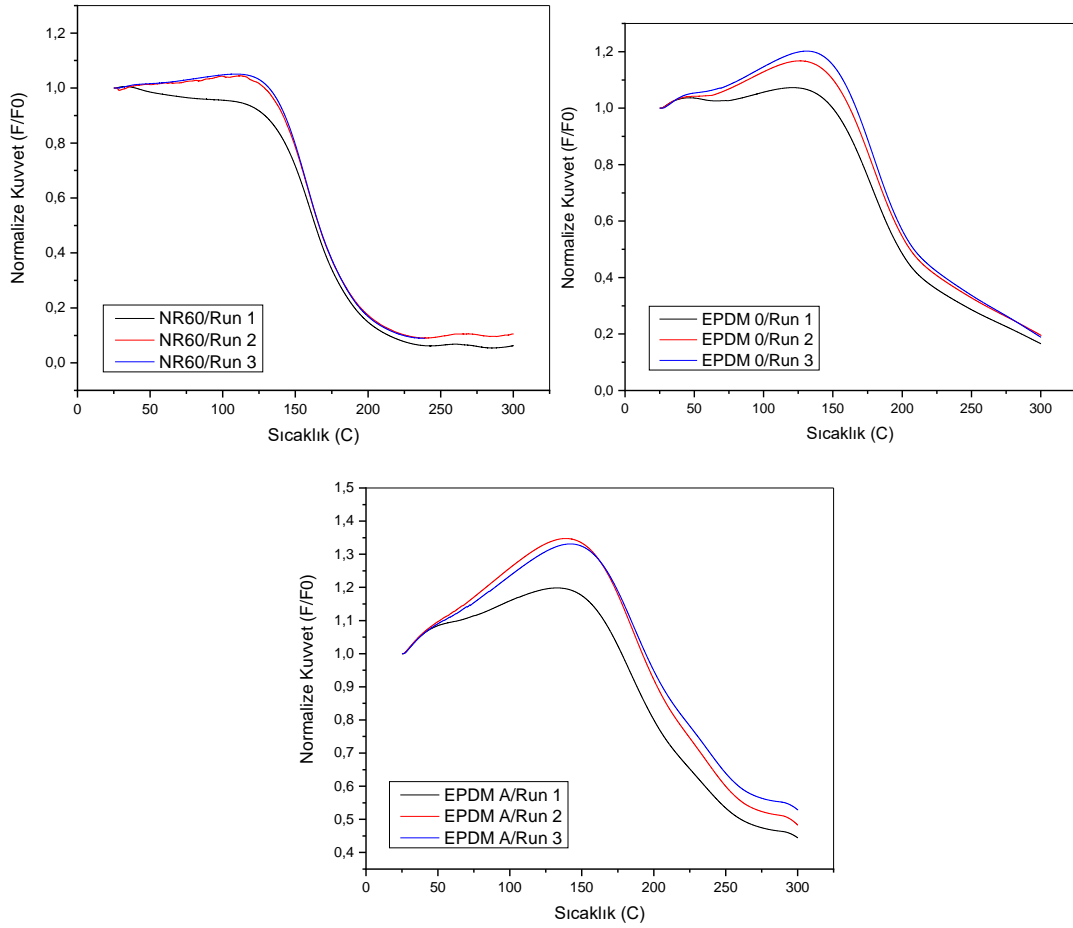 1,2
1,0
0,8
0,6
0,4
0,2
0,0
Normalize Kuvvet (F/F0)
NR60/Run 1
NR60/Run 2
NR60/Run 3
0 50 100 150 200 250 300
Sıcaklık (C)
1,2
1,0
0,8
0,6
0,4
0,2
0,0
Normalize Kuvvet (F/F0)
EPDM 0/Run 1
EPDM 0/Run 2
EPDM 0/Run 3
0 50 100 150 200 250 300
Sıcaklık (C)
1,5
1,4
1,3
1,2
1,1
1,0
0,9
0,8
0,7
0,6
0,5
0,4
Normalize Kuvvet (F/F0)
EPDM A/Run 1
EPDM A/Run 2
EPDM A/Run 3
0 50 100 150 200 250 300
Sıcaklık (C)